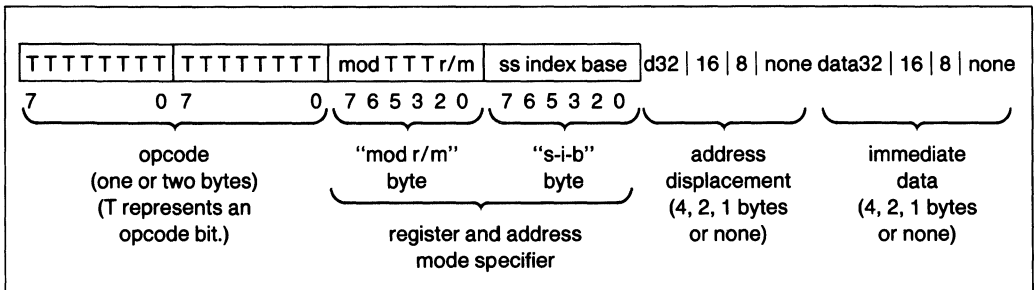 TTTTTTTT TTTTTTTT mod TTT r/m ss index base d32 | 16 | 8 | none data32 | 16 | 8 | none
7 0 7 0 7 6 5 3 2 0 7 6 5 3 2 0
opcode
(one or two bytes)
(T represents an
opcode bit.)
“mod r/m”
byte
“s-i-b”
byte
register and address
mode specifier
address
displacement
(4, 2, 1 bytes
or none)
immediate
data
(4, 2, 1 bytes
or none)